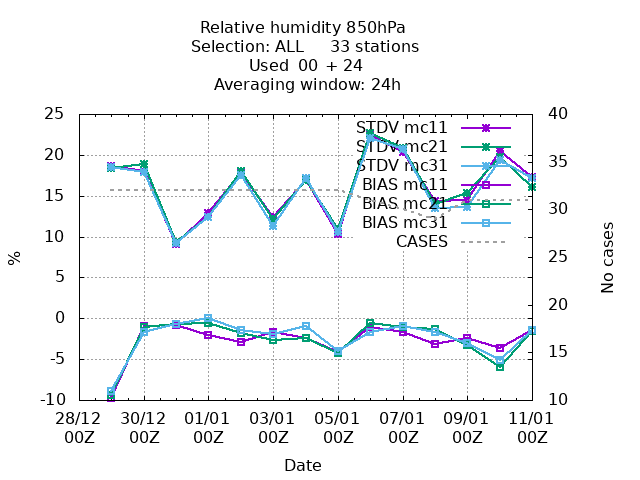 Relative humidity 850hPa
Selection: ALL 33 stations
Used 00 + 24
Averaging window: 24h
25
20
15
10
5
0
-5
-10
%
40
35
30
25
20
15
10
No cases
STDV mc11
STDV mc21
STDV mc31
BIAS mc11
BIAS mc21
BIAS mc31
CASES
28/12 30/12 01/01 03/01 05/01 07/01 09/01 11/01
00Z 00Z 00Z 00Z 00Z 00Z 00Z 00Z
Date